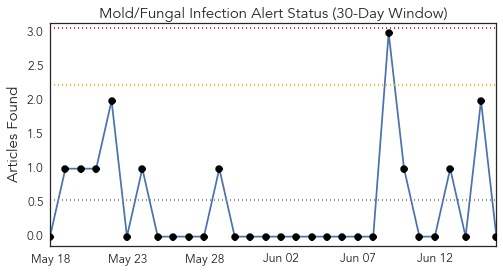 Mold/Fungal Infection Alert Status (30-Day Window)
Articles Found
3.0
2.5
2.0
1.5
1.0
0.5
0.0
May 18 May 23 May 28 Jun 02 Jun 07 Jun 12